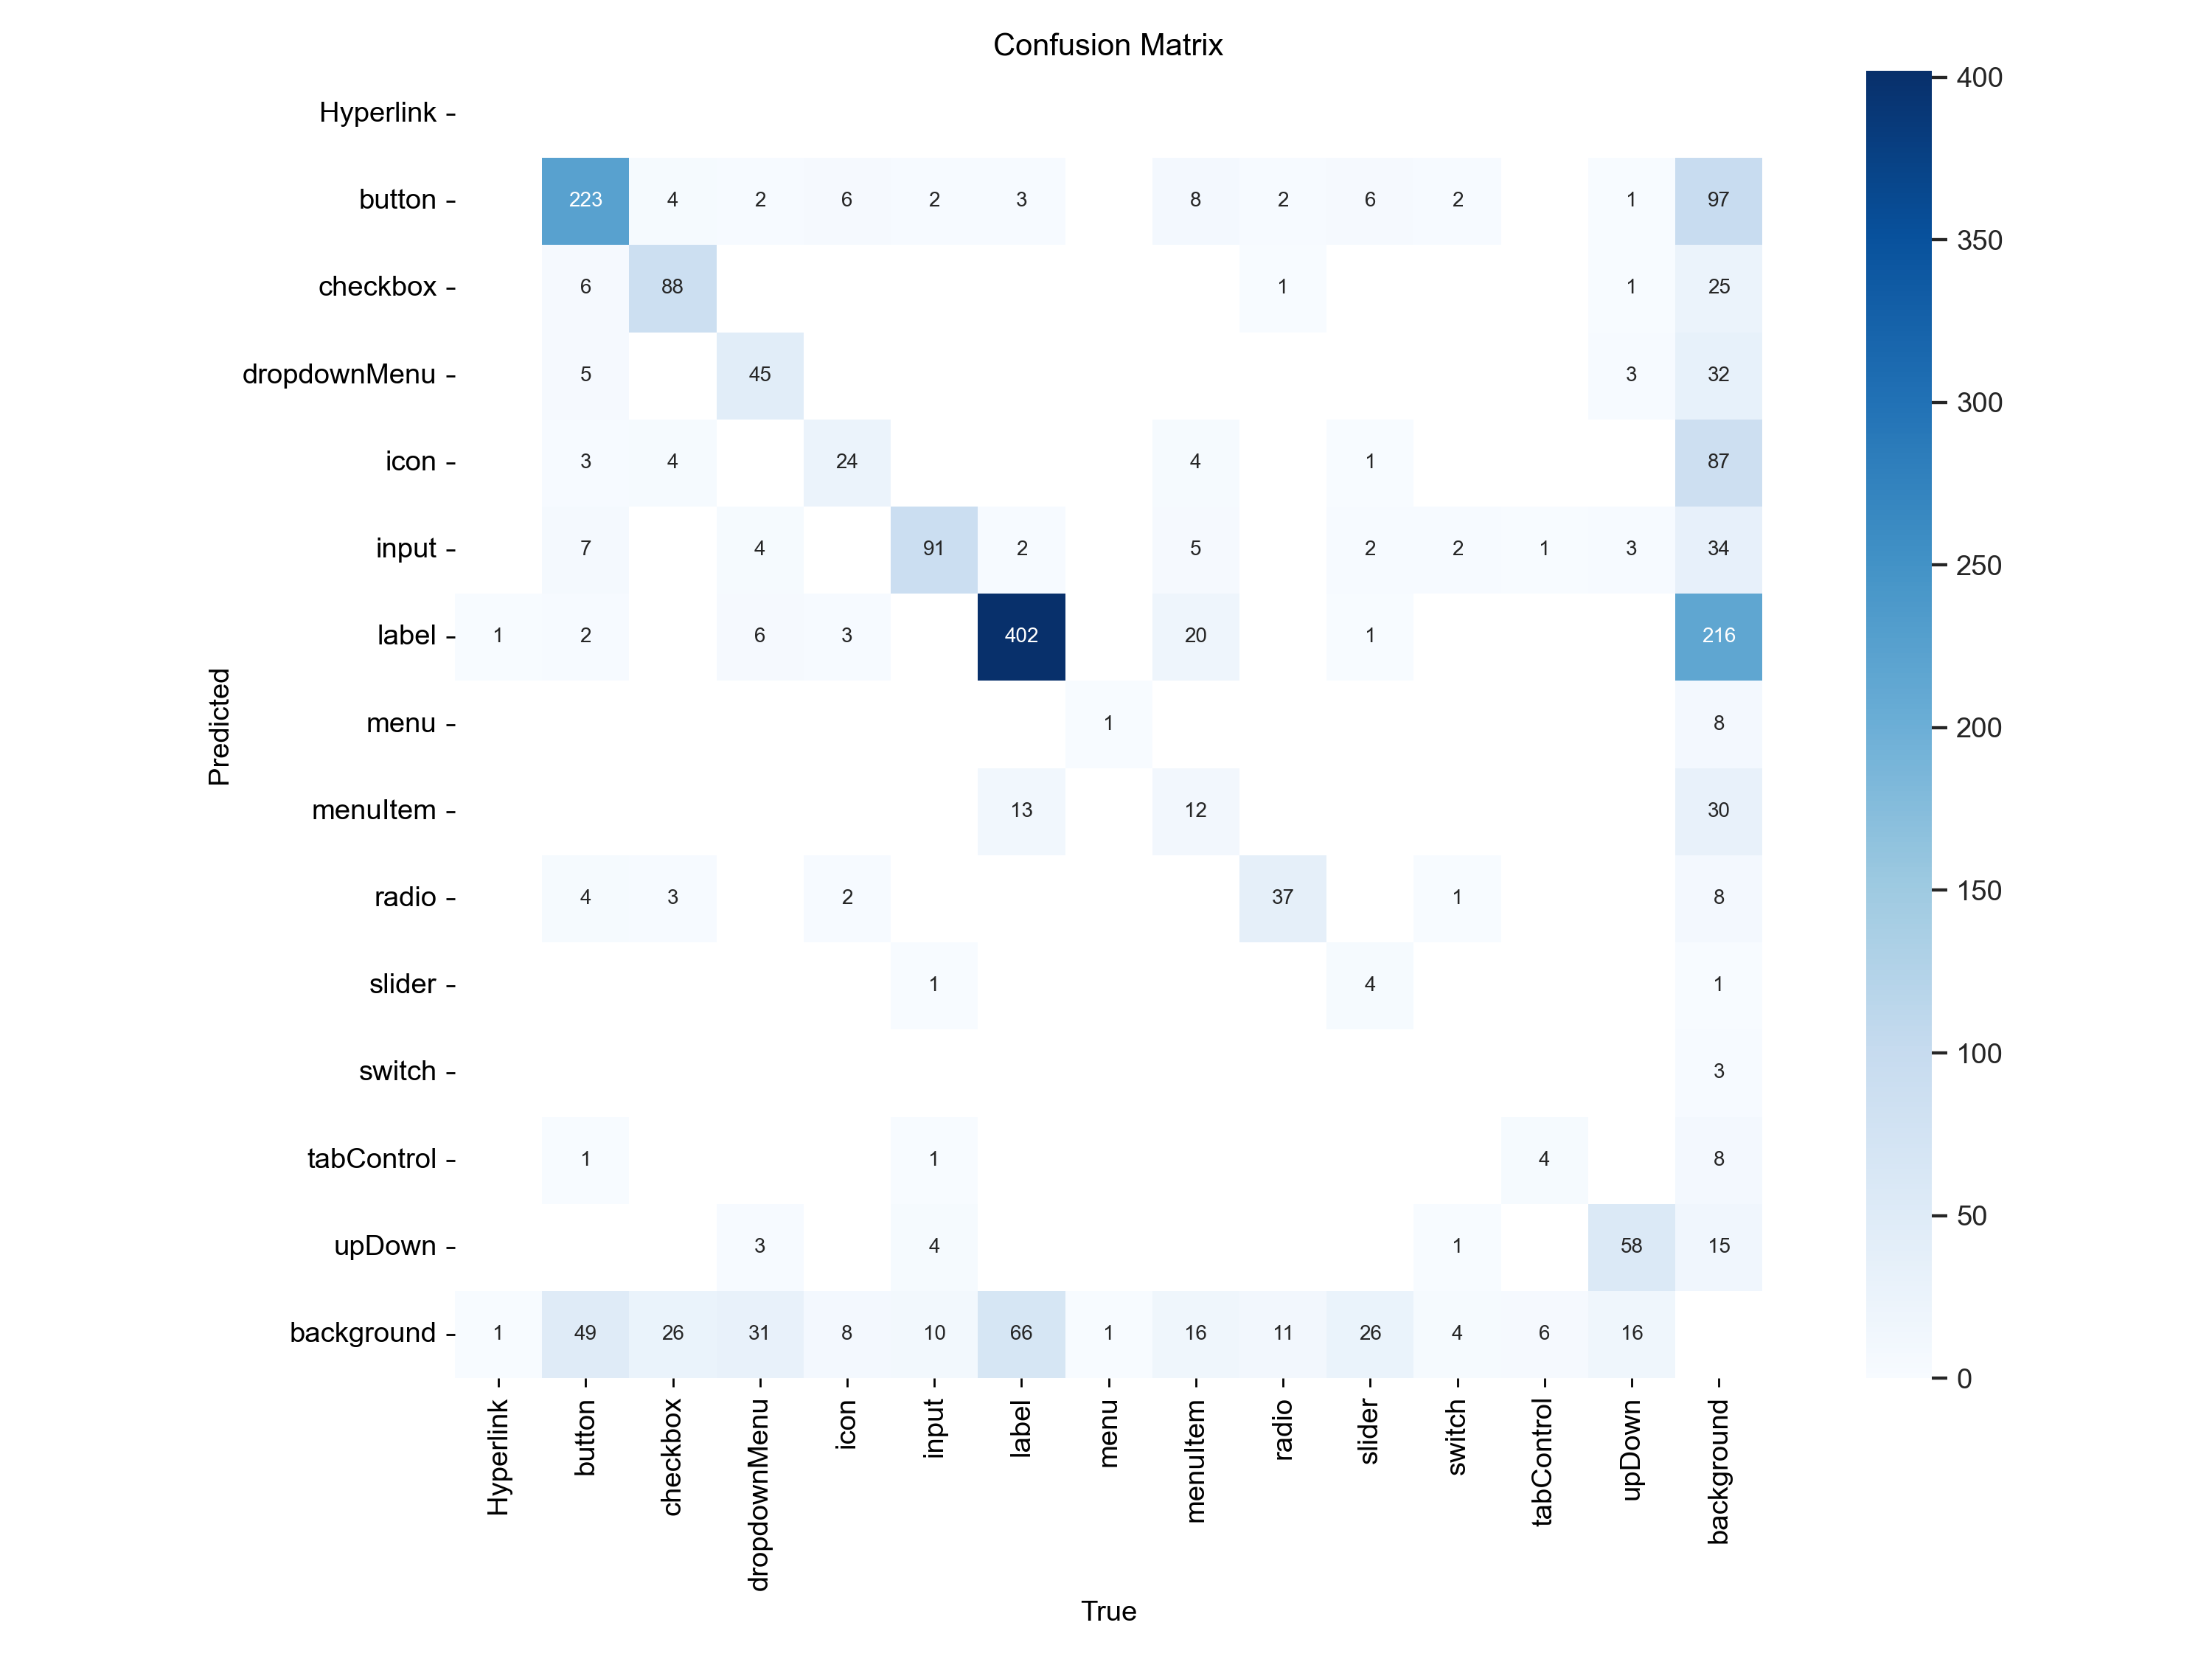 Confusion Matrix
Hyperlink
button 223 4 2 6 2 3 8 2 6 2 1 97
checkbox 6 88 1 1 25
dropdownMenu 5 45 3 32
icon 3 4 24 4 1 87
input 7 4 91 2 5 2 2 1 3 34
label 1 2 6 3 402 20 1 216
menu 1 8
menuItem 13 12 30
radio 4 3 2 37 1 8
slider 1 4 1
switch 3
tabControl 1 1 4 8
upDown 3 4 1 58 15
background 1 49 26 31 8 10 66 1 16 11 26 4 6 16
Predicted
Hyperlink button checkbox dropdownMenu icon input label menu menuItem radio slider switch tabControl upDown background
True
400
350
300
250
200
150
100
50
0